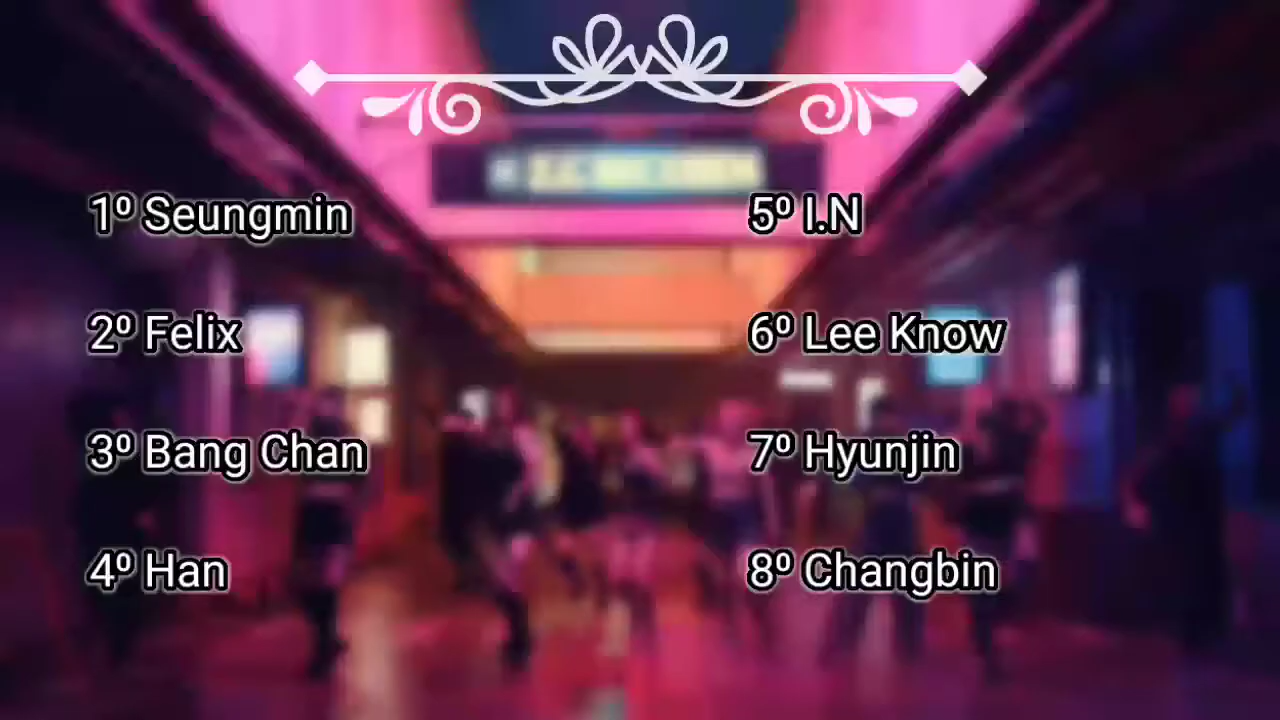 1º Seungmin
2º Felix
3º Bang Chan
4º Han
5º I.N
6º Lee Know
7º Hyunjin
8º Changbin